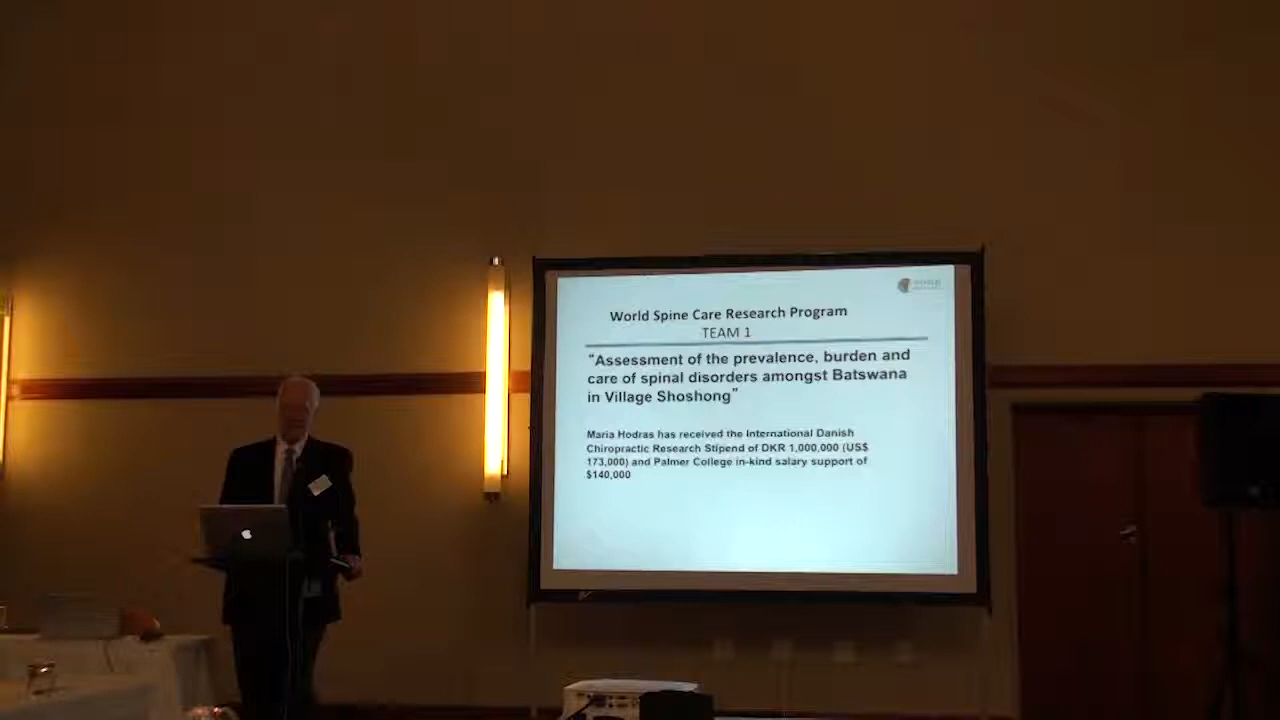 World Spine Care Research Program
TEAM 1
"Assessment of the prevalence, burden and
care of spinal disorders amongst Batswana
in Village Shoshong"
Maria Hodras has received the International Danish
Chiropractic Research Stipend of DKR 1,000,000 (US$
173,000) and Palmer College in-kind salary support of
$140,000